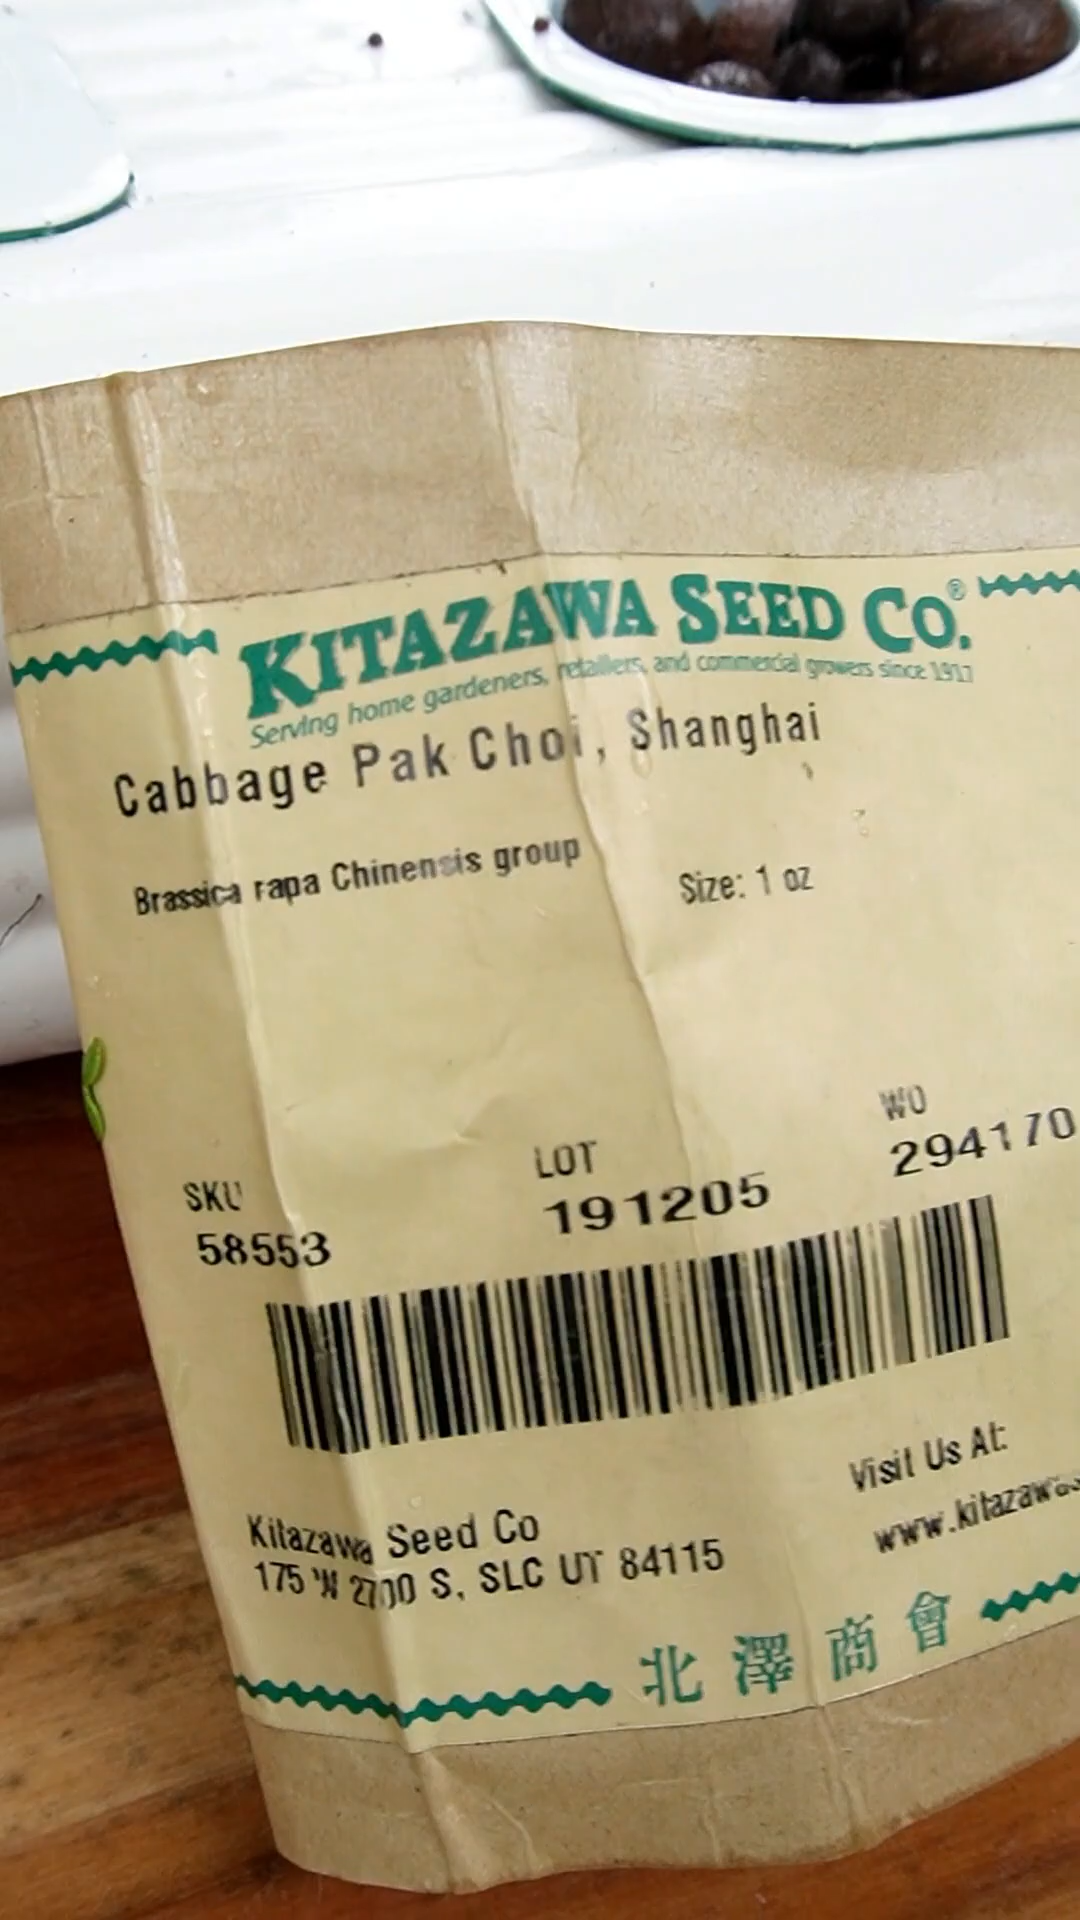 KITAZAWA SEED CO.®
Serving home gardeners, retailers, and commercial growers since 1917
Cabbage Pak Choi, Shanghai
Brassica rapa Chinensis group
Size: 1 oz
SKU
58553
LOT
191205
WO
294170
Kitazawa Seed Co
175 W 2700 S, SLC UT 84115
Visit Us At:
北澤商會